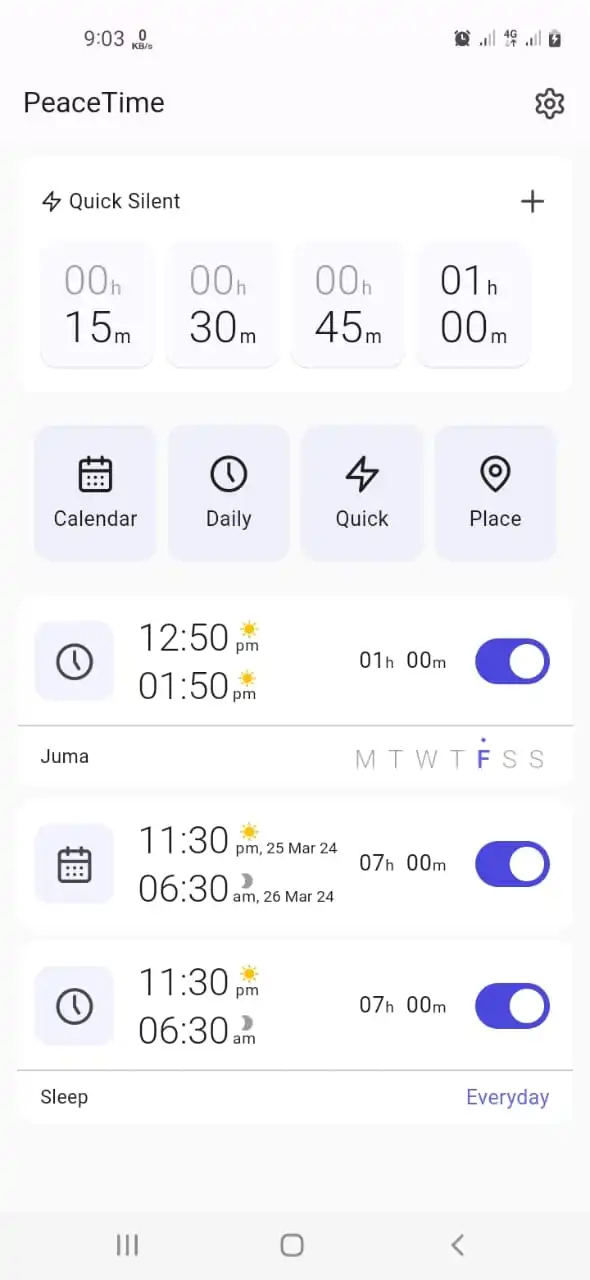 9:03 0 KB/s 4G
PeaceTime
Quick Silent
00h 00h 00h 01h
15m 30m 45m 00m
Calendar Daily Quick Place
12:50 pm
01:50 pm
01h 00m
Juma M T W T F S S
11:30 pm, 25 Mar 24
06:30 am, 26 Mar 24
07h 00m
11:30 pm
06:30 am
07h 00m
Sleep Everyday